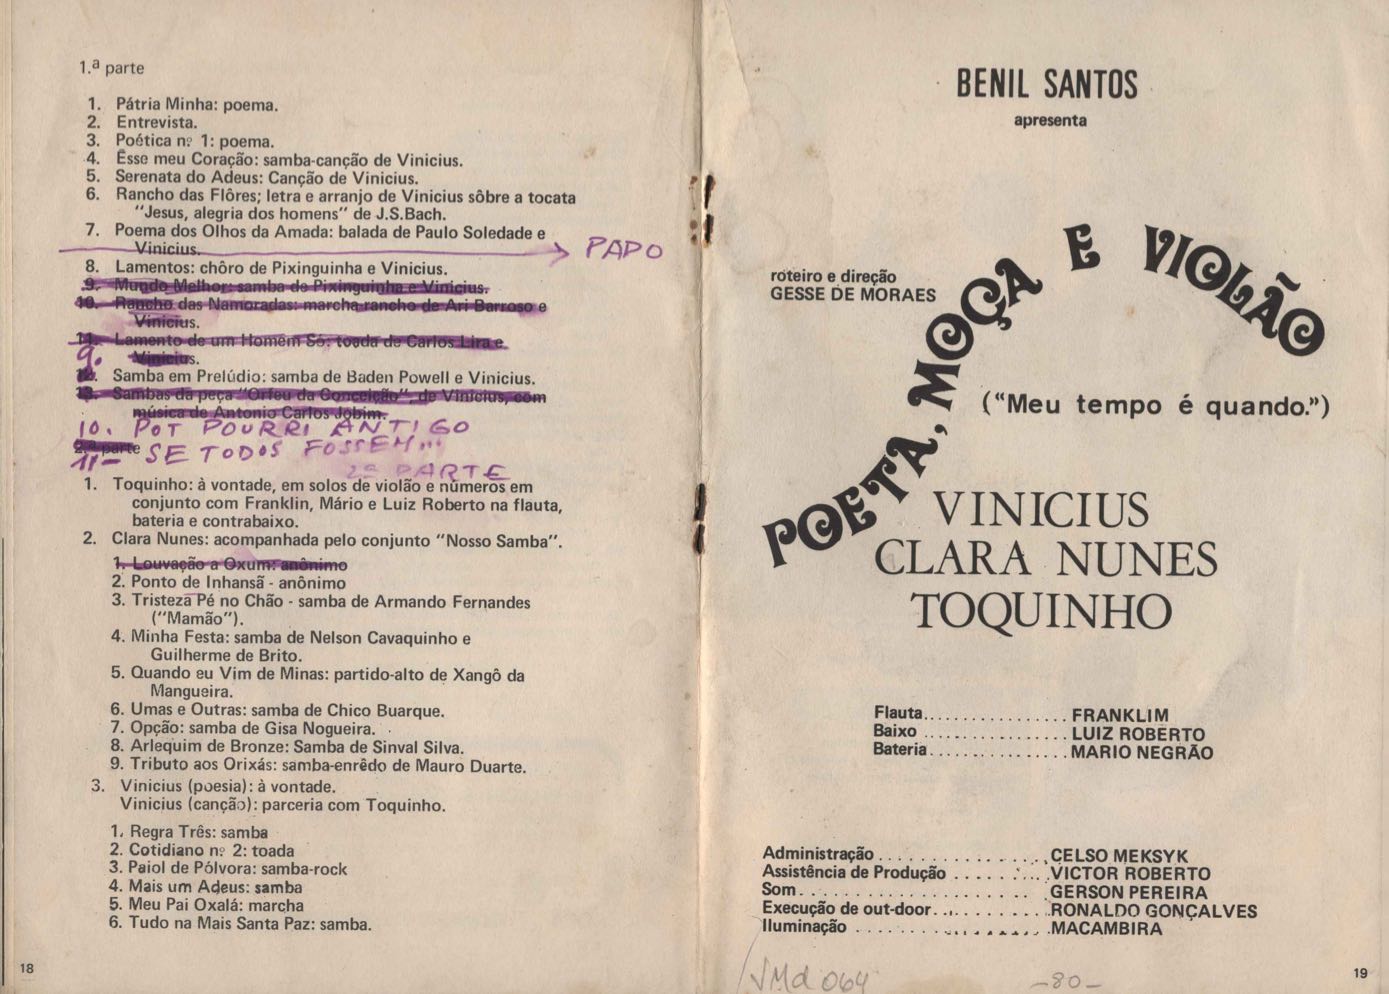 1.ª parte
1. Pátria Minha: poema.
2. Entrevista.
3. Poética nº 1: poema.
4. Êsse meu Coração: samba-canção de Vinicius.
5. Serenata do Adeus: Canção de Vinicius.
6. Rancho das Flôres; letra e arranjo de Vinicius sôbre a tocata
"Jesus, alegria dos homens" de J.S.Bach.
7. Poema dos Olhos da Amada: balada de Paulo Soledade e
Vinicius.
PAPO
8. Lamentos: chôro de Pixinguinha e Vinicius.
9. Mundo Melhor: samba de Pixinguinha e Vinicius.
10. Rancho das Namoradas: marcha-rancho de Ari Barroso e
Vinicius.
11. Lamento de um Homem Só: toada de Carlos Lira e
Vinicius.
9.
12. Samba em Prelúdio: samba de Baden Powell e Vinicius.
13. Sambas da peça "Orfeu da Conceição", de Vinicius, com
música de Antonio Carlos Jobim.
10. POT POURRI ANTIGO
2.ª parte
11- SE TODOS FOSSEM...
2ª PARTE
1. Toquinho: à vontade, em solos de violão e números em
conjunto com Franklin, Mário e Luiz Roberto na flauta,
bateria e contrabaixo.
2. Clara Nunes: acompanhada pelo conjunto "Nosso Samba".
1. Louvação a Oxum: anônimo
2. Ponto de Inhansã - anônimo
3. Tristeza Pé no Chão - samba de Armando Fernandes
("Mamão").
4. Minha Festa: samba de Nelson Cavaquinho e
Guilherme de Brito.
5. Quando eu Vim de Minas: partido-alto de Xangô da
Mangueira.
6. Umas e Outras: samba de Chico Buarque.
7. Opção: samba de Gisa Nogueira.
8. Arlequim de Bronze: Samba de Sinval Silva.
9. Tributo aos Orixás: samba-enrêdo de Mauro Duarte.
3. Vinicius (poesia): à vontade.
Vinicius (canção): parceria com Toquinho.
1. Regra Três: samba
2. Cotidiano nº 2: toada
3. Paiol de Pólvora: samba-rock
4. Mais um Adeus: samba
5. Meu Pai Oxalá: marcha
6. Tudo na Mais Santa Paz: samba.
18
BENIL SANTOS
apresenta
roteiro e direção
GESSE DE MORAES
POETA, MOÇA E VIOLÃO
("Meu tempo é quando.")
VINICIUS
CLARA NUNES
TOQUINHO
Flauta................ FRANKLIM
Baixo ................ LUIZ ROBERTO
Bateria............... MARIO NEGRÃO
Administração ................ CELSO MEKSYK
Assistência de Produção .......... VICTOR ROBERTO
Som........................ GERSON PEREIRA
Execução de out-door............ RONALDO GONÇALVES
Iluminação .................. MACAMBIRA
VMd 064
-80-
19